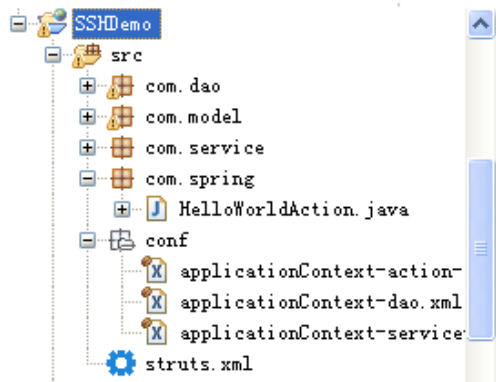 SSHDemo
src
com.dao
com.model
com.service
com.spring
HelloWorldAction.java
conf
applicationContext-action-
applicationContext-dao.xml
applicationContext-service
struts.xml